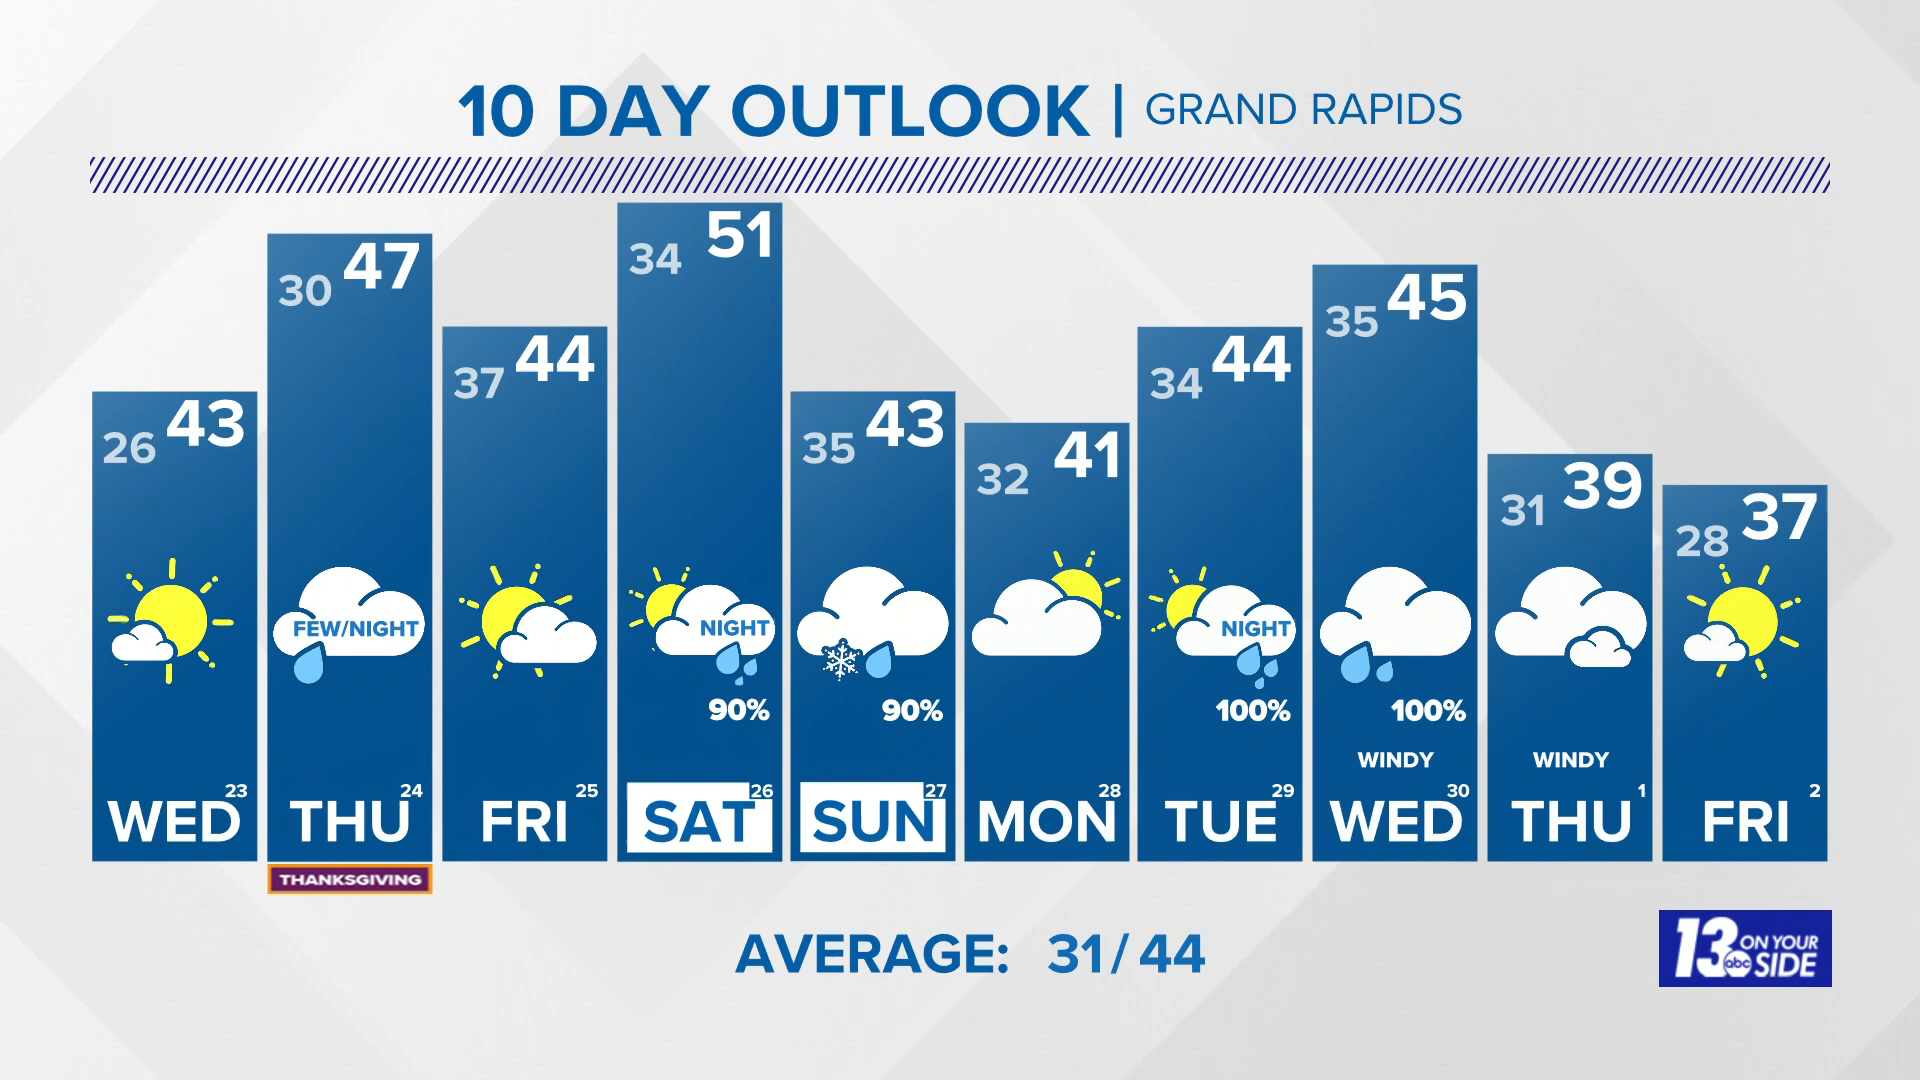 10 DAY OUTLOOK | GRAND RAPIDS
26 43
30 47
37 44
34 51
35 43
32 41
34 44
35 45
31 39
28 37
FEW/NIGHT
NIGHT
NIGHT
90%
90%
100%
100%
WINDY
WINDY
WED 23
THU 24
FRI 25
SAT 26
SUN 27
MON 28
TUE 29
WED 30
THU 1
FRI 2
THANKSGIVING
AVERAGE: 31/44
13 abc ON YOUR SIDE